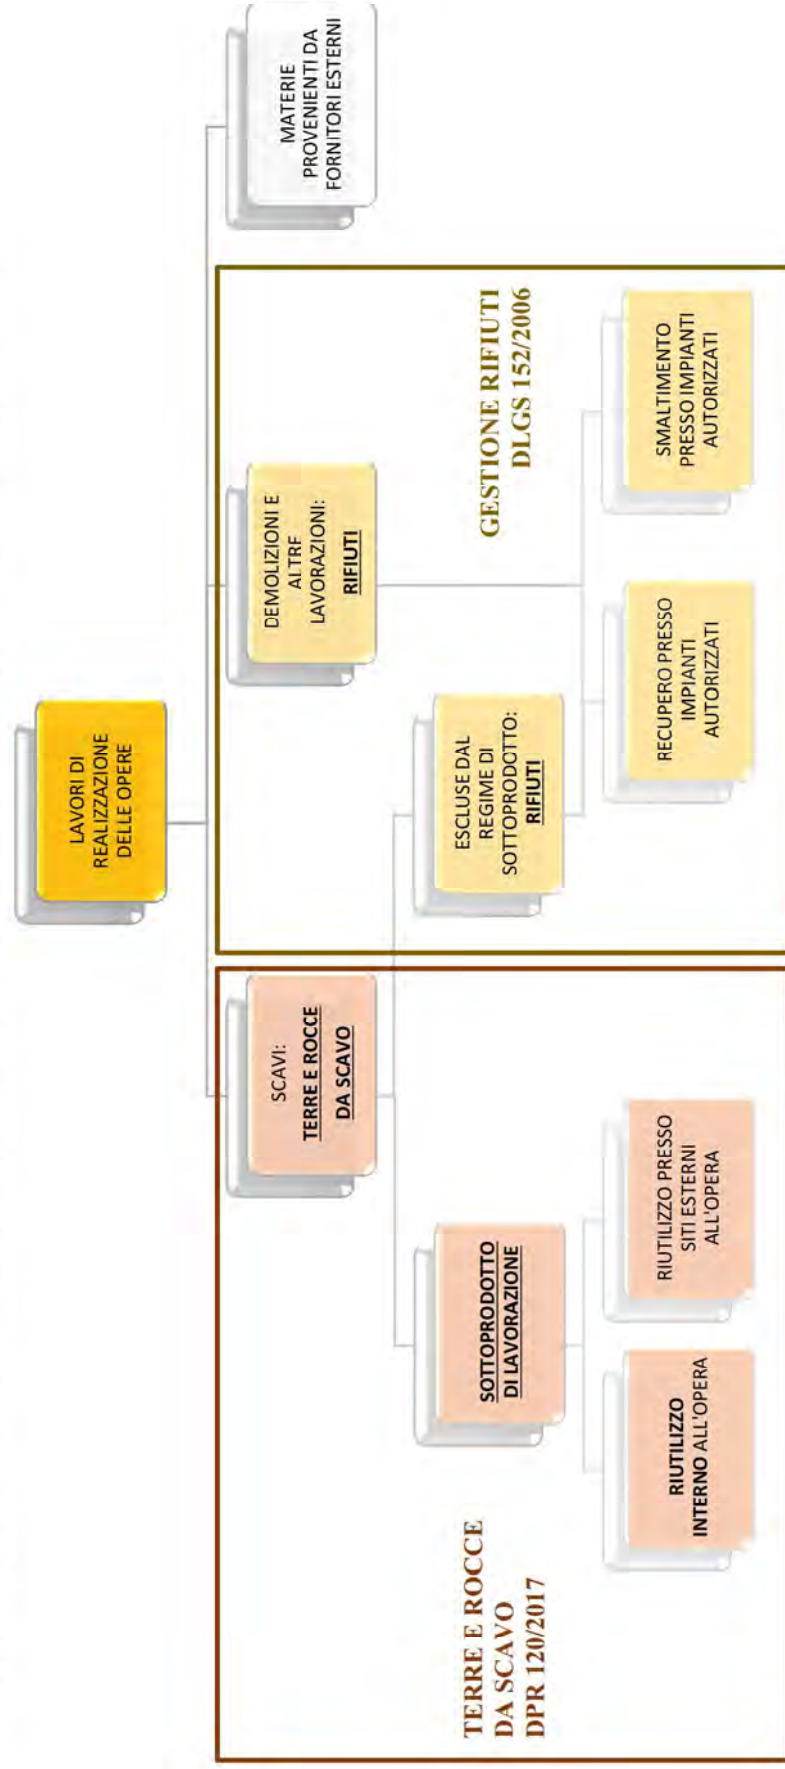 LAVORI DI
REALIZZAZIONE
DELLE OPERE
SCAVI:
TERRE E ROCCE
DA SCAVO
DEMOLIZIONI E
ALTRE
LAVORAZIONI:
RIFIUTI
MATERIE
PROVENIENTI DA
FORNITORI ESTERNI
SOTTOPRODOTTO
DI LAVORAZIONE
ESCLUSE DAL
REGIME DI
SOTTOPRODOTTO:
RIFIUTI
TERRE E ROCCE
DA SCAVO
DPR 120/2017
GESTIONE RIFIUTI
DLGS 152/2006
RIUTILIZZO
INTERNO ALL'OPERA
RIUTILIZZO PRESSO
SITI ESTERNI
ALL'OPERA
RECUPERO PRESSO
IMPIANTI
AUTORIZZATI
SMALTIMENTO
PRESSO IMPIANTI
AUTORIZZATI